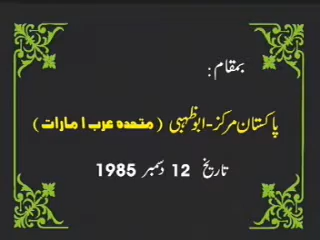 بمقام :
پاکستان مرکز - ابوظہبی ( متحدہ عرب امارات )
تاریخ 12 دسمبر 1985